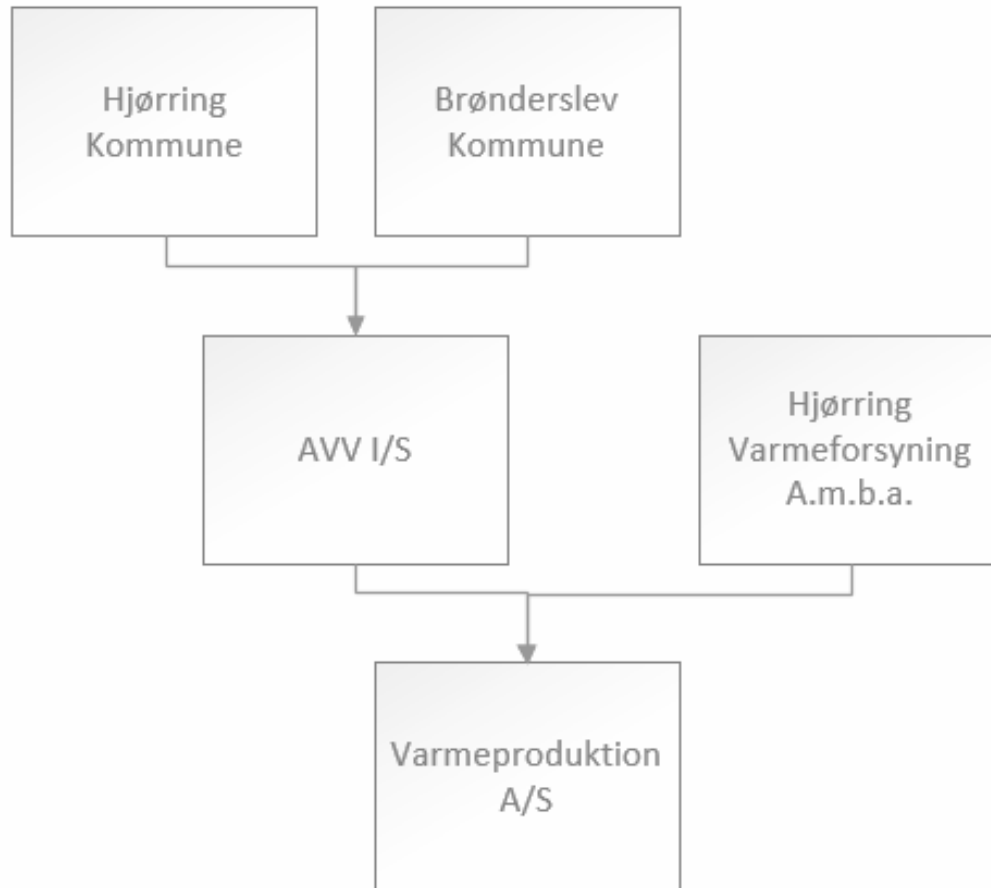 Hjørring
Kommune
Brønderslev
Kommune
AVV I/S
Hjørring
Varmeforsyning
A.m.b.a.
Varmeproduktion
A/S